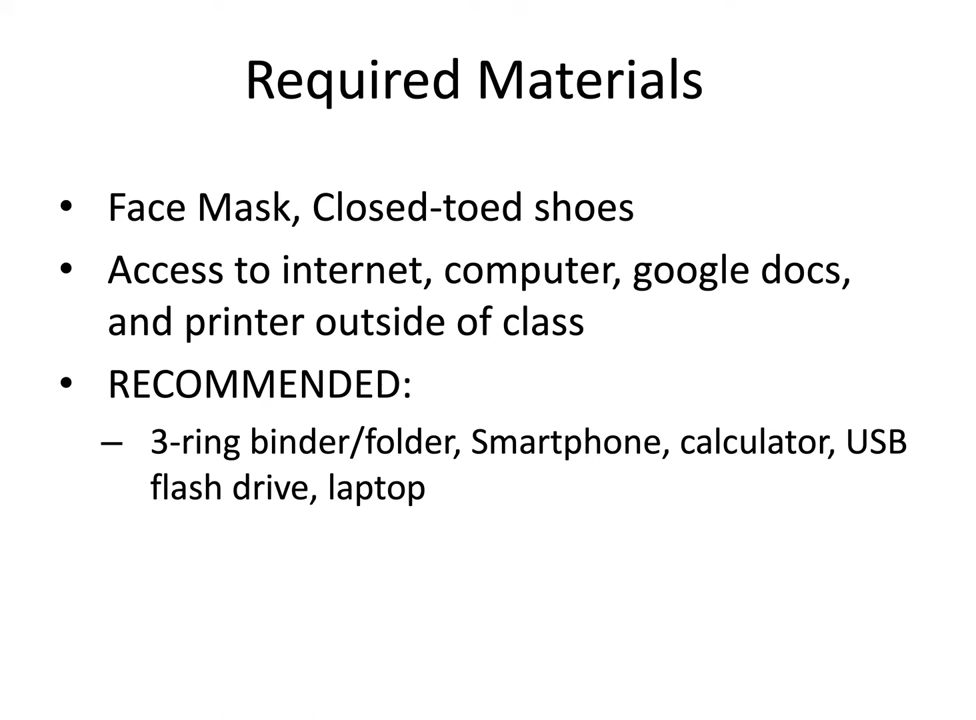 Required Materials
• Face Mask, Closed-toed shoes
• Access to internet, computer, google docs,
and printer outside of class
• RECOMMENDED:
– 3-ring binder/folder, Smartphone, calculator, USB
flash drive, laptop